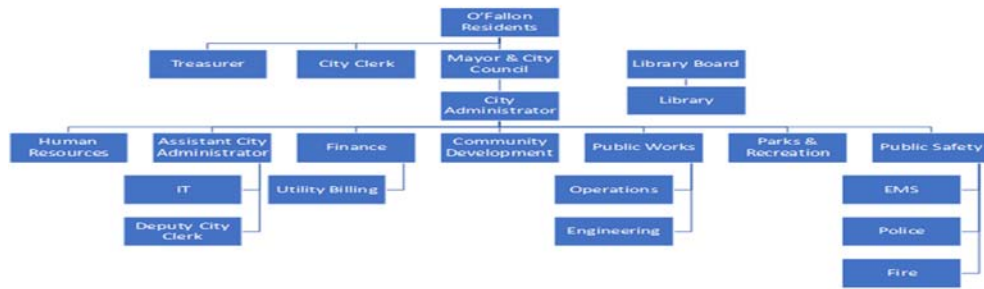 O'Fallon
Residents
Treasurer
City Clerk
Mayor & City
Council
Library Board
City
Administrator
Library
Human
Resources
Assistant City
Administrator
Finance
Community
Development
Public Works
Parks &
Recreation
Public Safety
IT
Utility Billing
Operations
EMS
Deputy City
Clerk
Engineering
Police
Fire